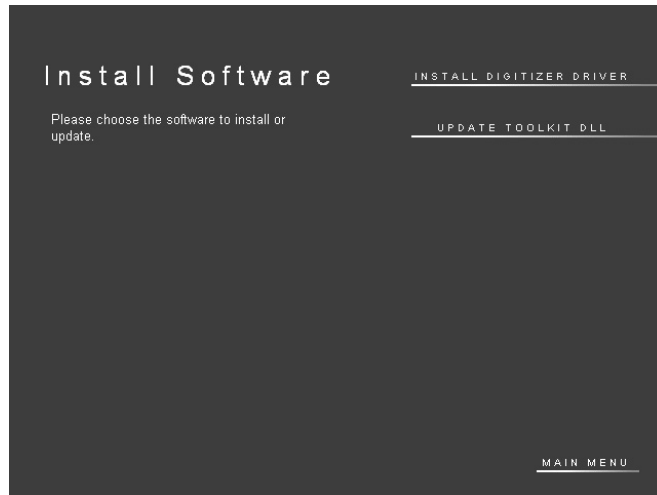 Install Software
Please choose the software to install or
update.
INSTALL DIGITIZER DRIVER
UPDATE TOOLKIT DLL
MAIN MENU